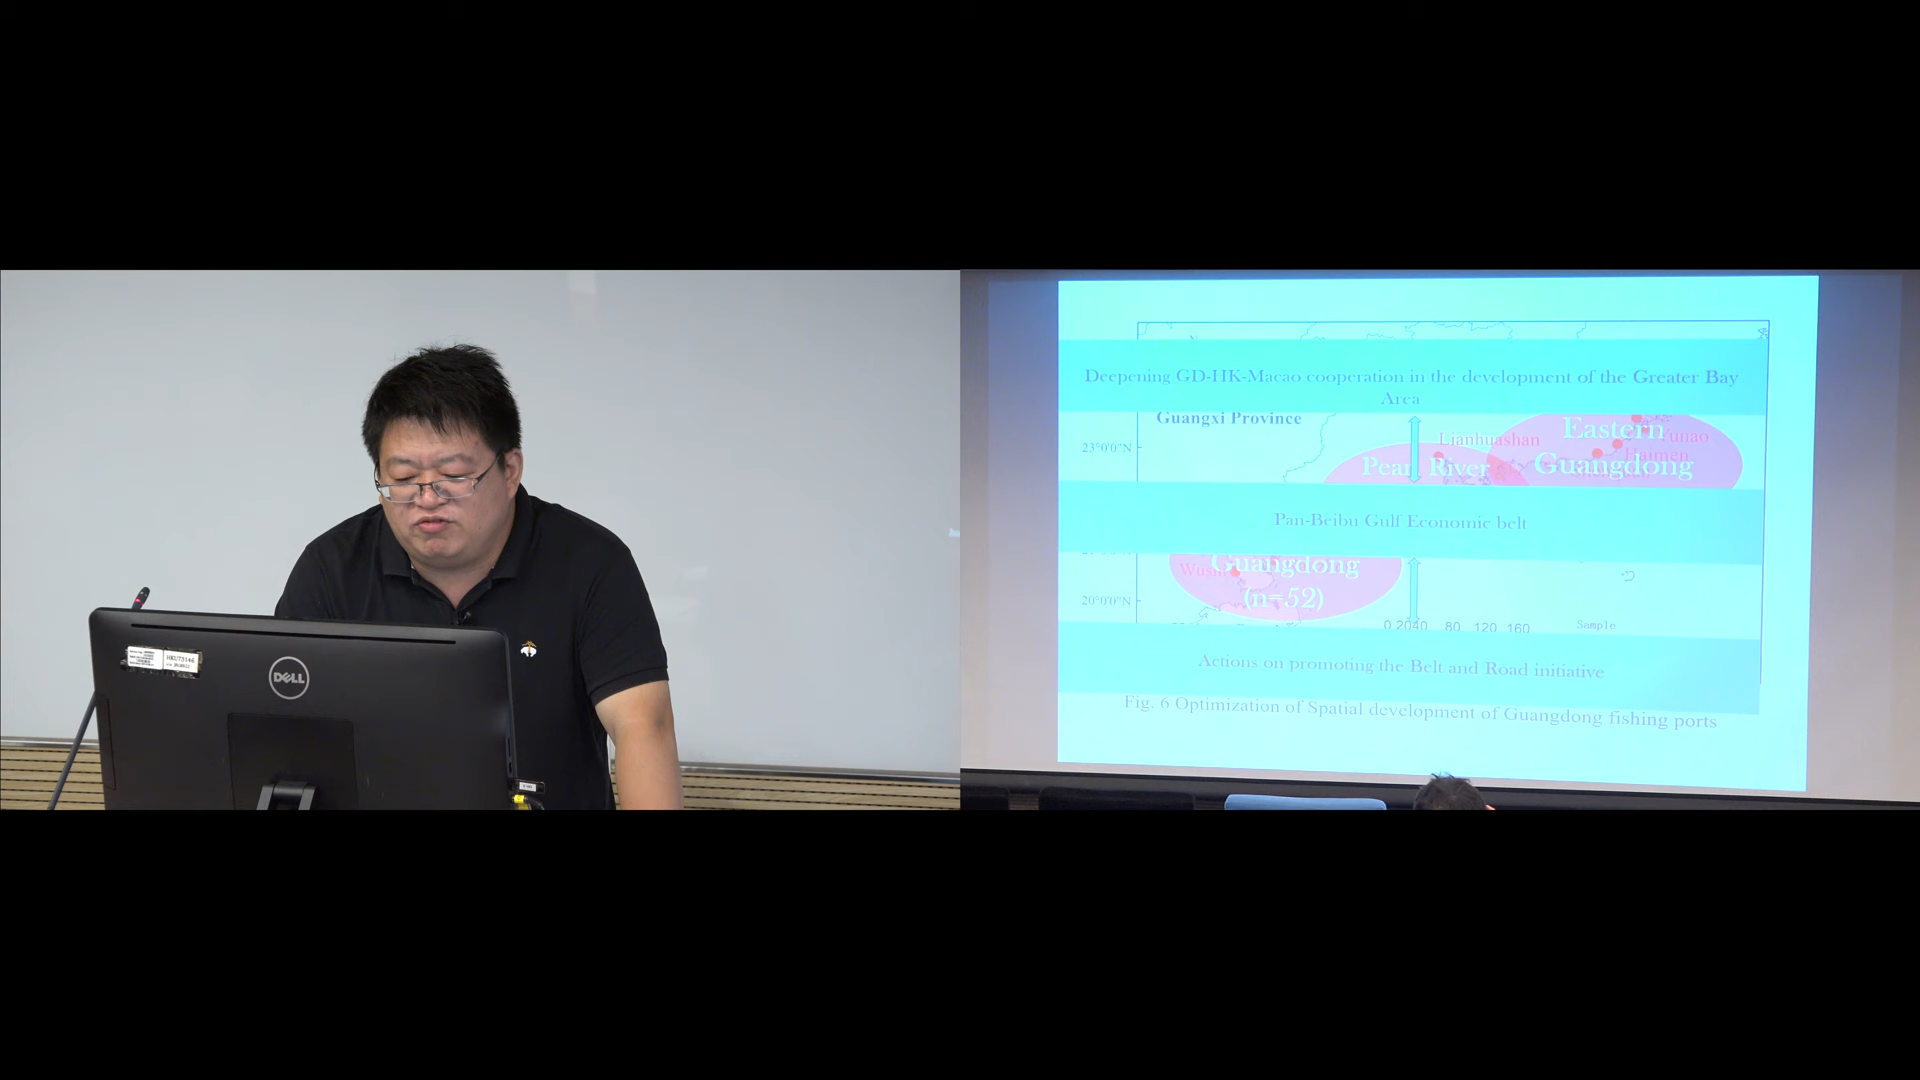 DELL
Deepening GD-HK-Macao cooperation in the development of the Greater Bay
Area
Guangxi Province
23°0'0"N
Lianhuashan
Eastern
Guangdong
Haimen
Pearl River
Pan-Beibu Gulf Economic belt
Guangdong
(n=52)
20°0'0"N
0 2040 80 120 160
Sample
Actions on promoting the Belt and Road initiative
Fig. 6 Optimization of Spatial development of Guangdong fishing ports